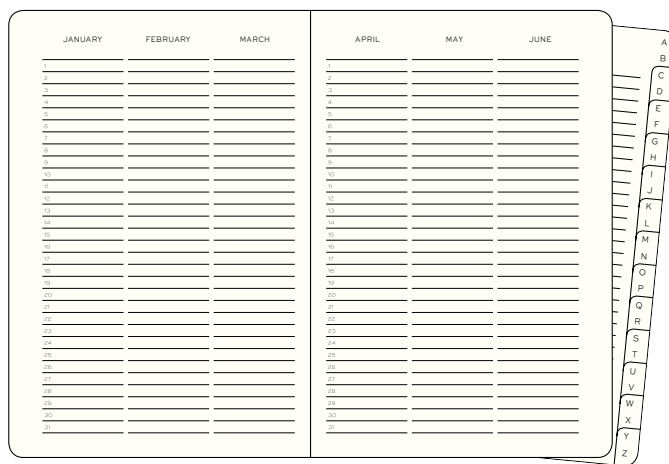 JANUARY FEBRUARY MARCH
1
2
3
4
5
6
7
8
9
10
11
12
13
14
15
16
17
18
19
20
21
22
23
24
25
26
27
28
29
30
31
APRIL MAY JUNE
1
2
3
4
5
6
7
8
9
10
11
12
13
14
15
16
17
18
19
20
21
22
23
24
25
26
27
28
29
30
31
A
B
C
D
E
F
G
H
I
J
K
L
M
N
O
P
Q
R
S
T
U
V
W
X
Y
Z